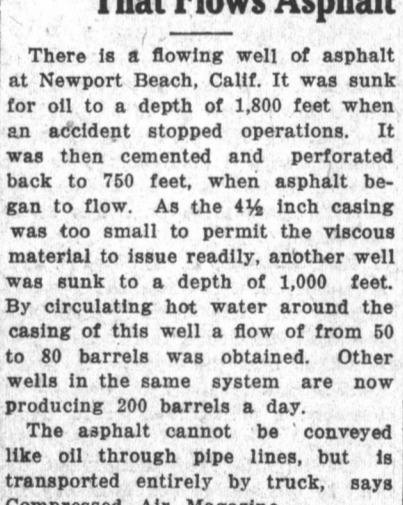 That Flows Asphalt
There is a flowing well of asphalt
at Newport Beach, Calif. It was sunk
for oil to a depth of 1,800 feet when
an accident stopped operations. It
was then cemented and perforated
back to 750 feet, when asphalt be-
gan to flow. As the 4½ inch casing
was too small to permit the viscous
material to issue readily, another well
was sunk to a depth of 1,000 feet.
By circulating hot water around the
casing of this well a flow of from 50
to 80 barrels was obtained. Other
wells in the same system are now
producing 200 barrels a day.
The asphalt cannot be conveyed
like oil through pipe lines, but is
transported entirely by truck, says
Compressed Air Magazine.